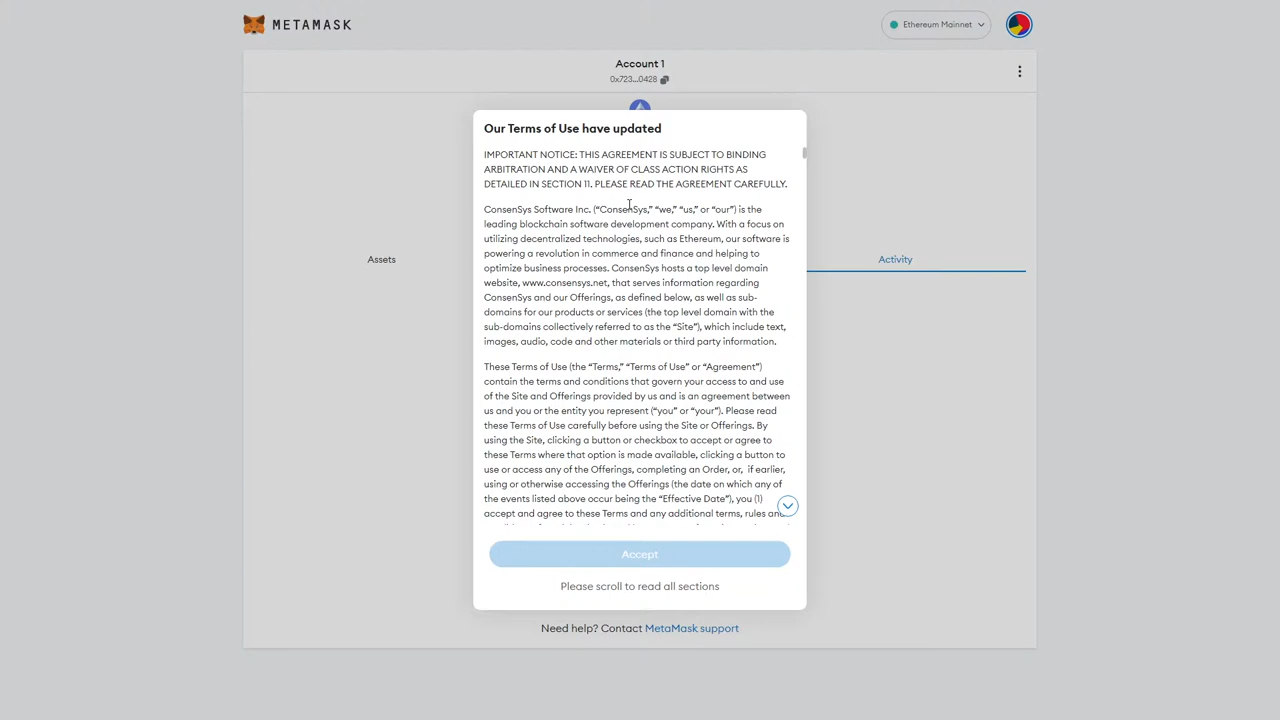 METAMASK
Ethereum Mainnet
Account 1
0x723...0428
Our Terms of Use have updated
IMPORTANT NOTICE: THIS AGREEMENT IS SUBJECT TO BINDING
ARBITRATION AND A WAIVER OF CLASS ACTION RIGHTS AS
DETAILED IN SECTION 11. PLEASE READ THE AGREEMENT CAREFULLY.
ConsenSys Software Inc. (“ConsenSys,” “we,” “us,” or “our”) is the
leading blockchain software development company. With a focus on
utilizing decentralized technologies, such as Ethereum, our software is
powering a revolution in commerce and finance and helping to
optimize business processes. ConsenSys hosts a top level domain
website, www.consensys.net, that serves information regarding
ConsenSys and our Offerings, as defined below, as well as sub-
domains for our products or services (the top level domain with the
sub-domains collectively referred to as the “Site”), which include text,
images, audio, code and other materials or third party information.
These Terms of Use (the “Terms,” “Terms of Use” or “Agreement”)
contain the terms and conditions that govern your access to and use
of the Site and Offerings provided by us and is an agreement between
us and you or the entity you represent (“you” or “your”). Please read
these Terms of Use carefully before using the Site or Offerings. By
using the Site, clicking a button or checkbox to accept or agree to
these Terms where that option is made available, clicking a button to
use or access any of the Offerings, completing an Order, or,  if earlier,
using or otherwise accessing the Offerings (the date on which any of
the events listed above occur being the “Effective Date”), you (1)
accept and agree to these Terms and any additional terms, rules and
Accept
Please scroll to read all sections
Assets
Activity
Need help? Contact MetaMask support